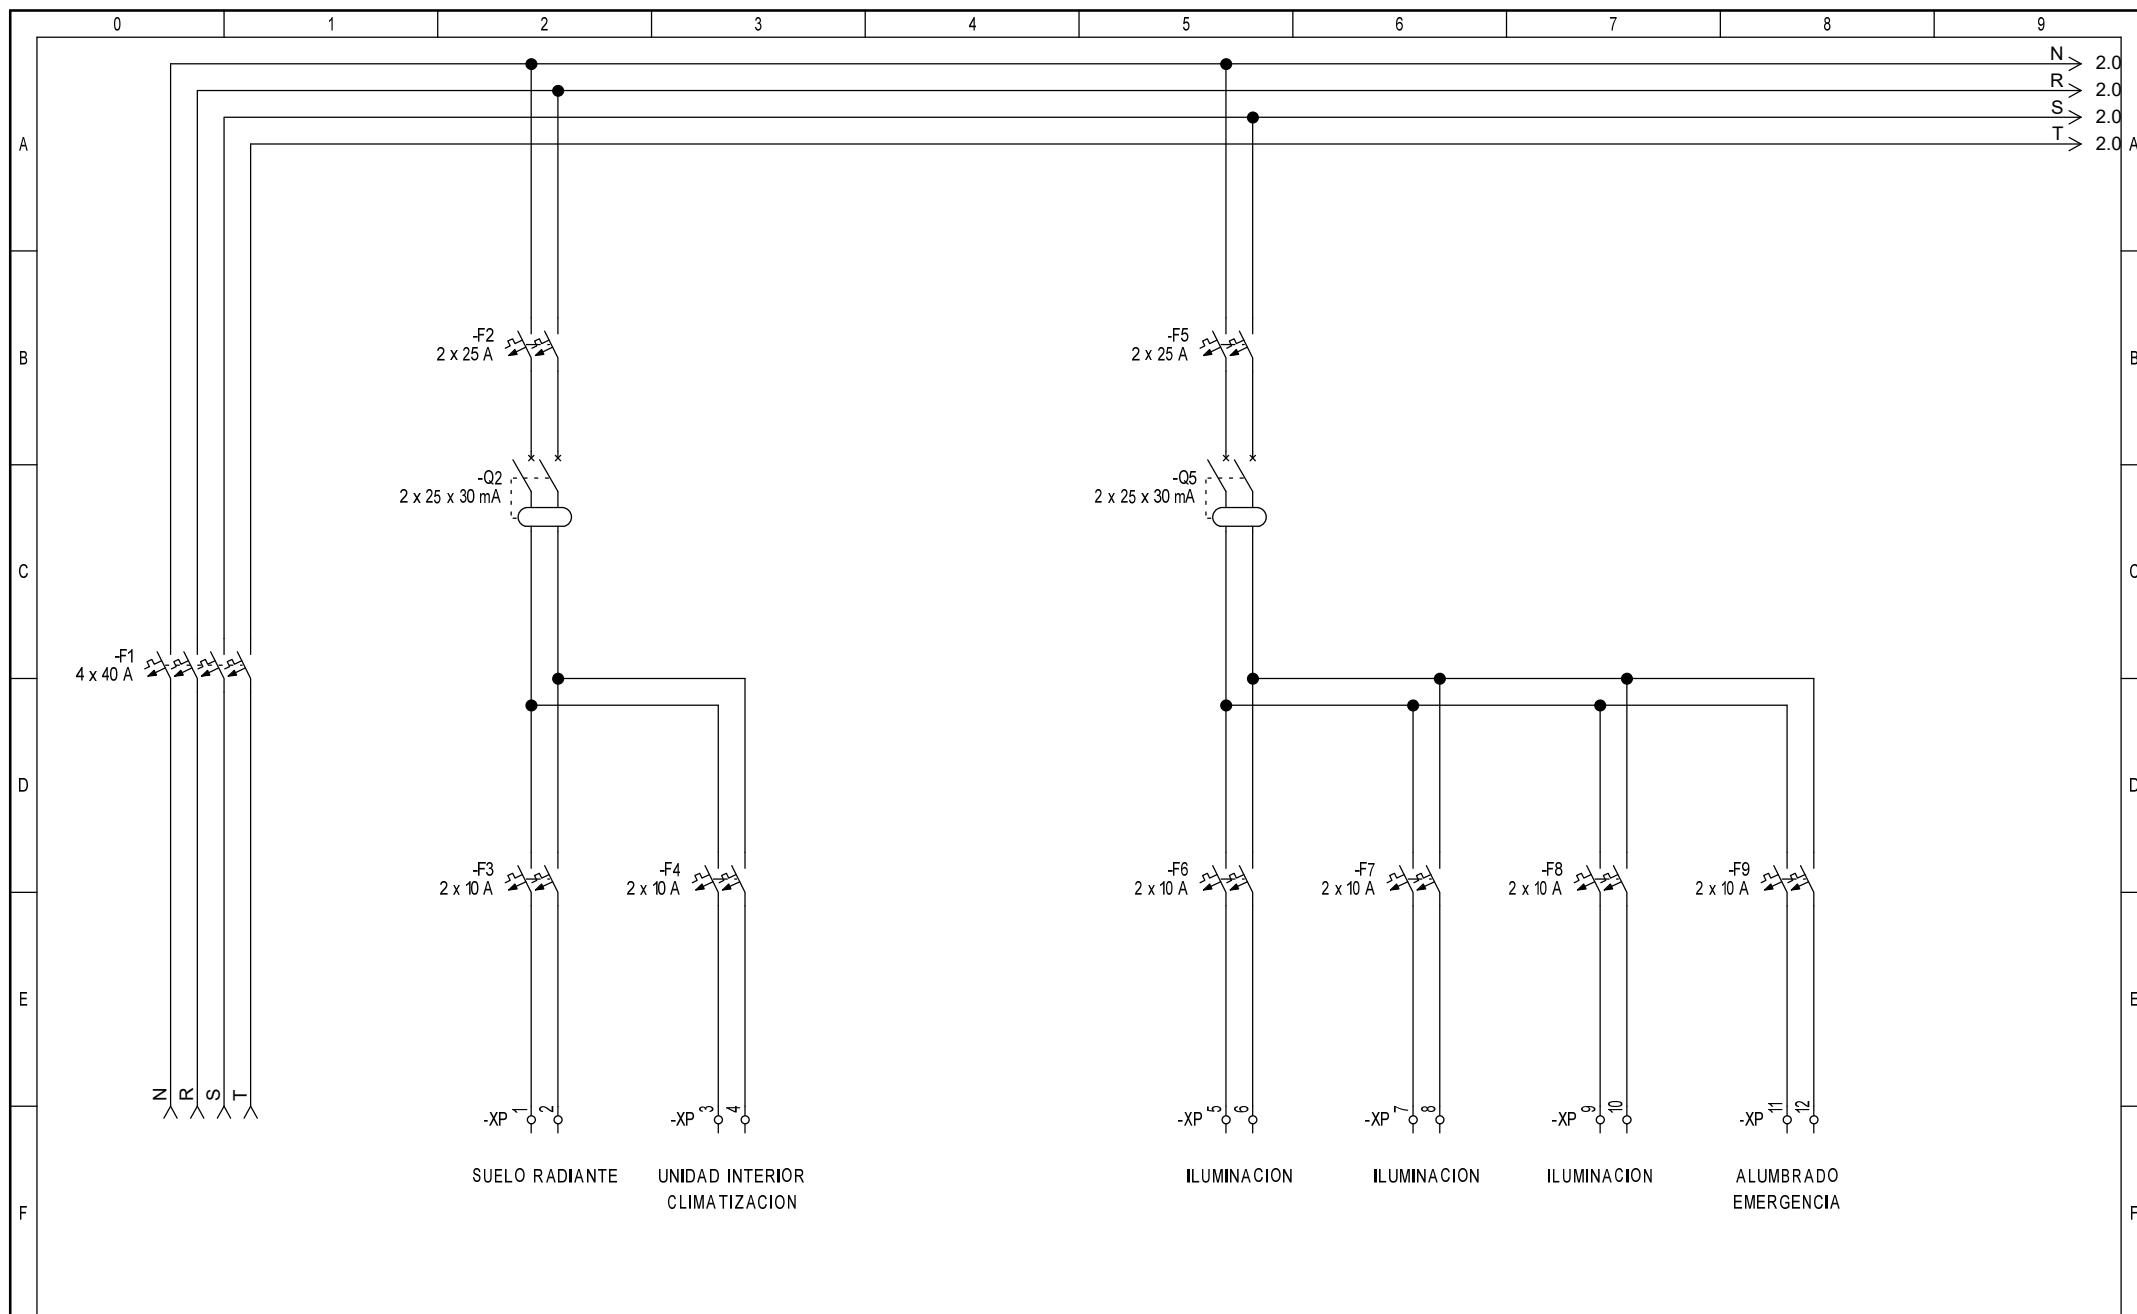 0 1 2 3 4 5 6 7 8 9
N 2.0
R 2.0
S 2.0
T 2.0
A A
-F2
2 x 25 A
-F5
2 x 25 A
B B
-Q2
2 x 25 x 30 mA
-Q5
2 x 25 x 30 mA
C C
-F1
4 x 40 A
D D
-F3
2 x 10 A
-F4
2 x 10 A
-F6
2 x 10 A
-F7
2 x 10 A
-F8
2 x 10 A
-F9
2 x 10 A
E E
N R S T
-XP 1 2
-XP 3 4
-XP 5 6
-XP 7 8
-XP 9 10
-XP 11 12
SUELO RADIANTE
UNIDAD INTERIOR
CLIMATIZACION
ILUMINACION
ILUMINACION
ILUMINACION
ALUMBRADO
EMERGENCIA
F F